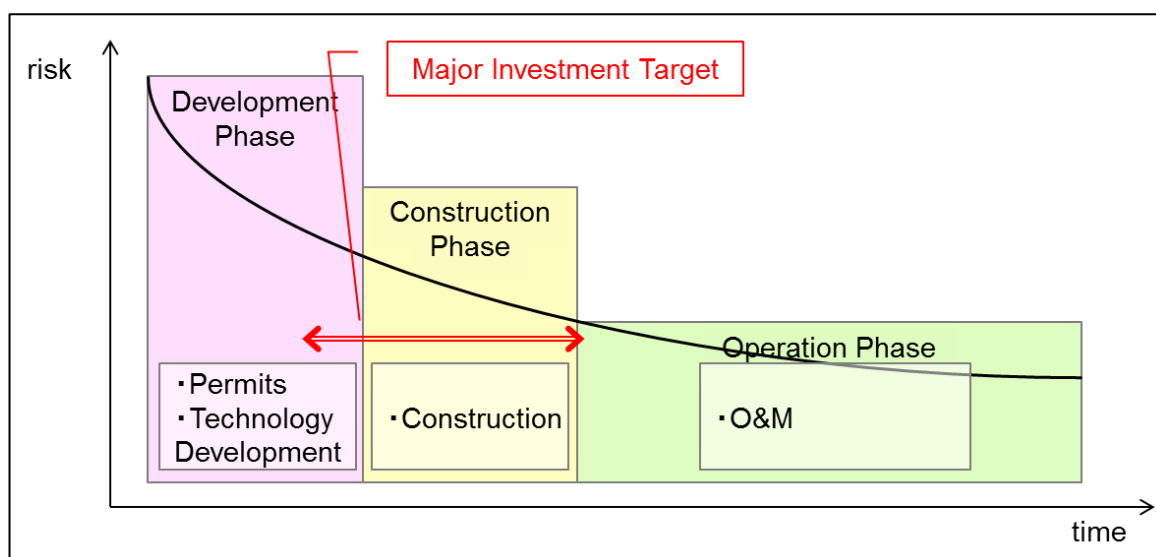 risk
Major Investment Target
Development
Phase
Construction
Phase
Operation Phase
・Permits
・Technology
Development
・Construction
・O&M
time